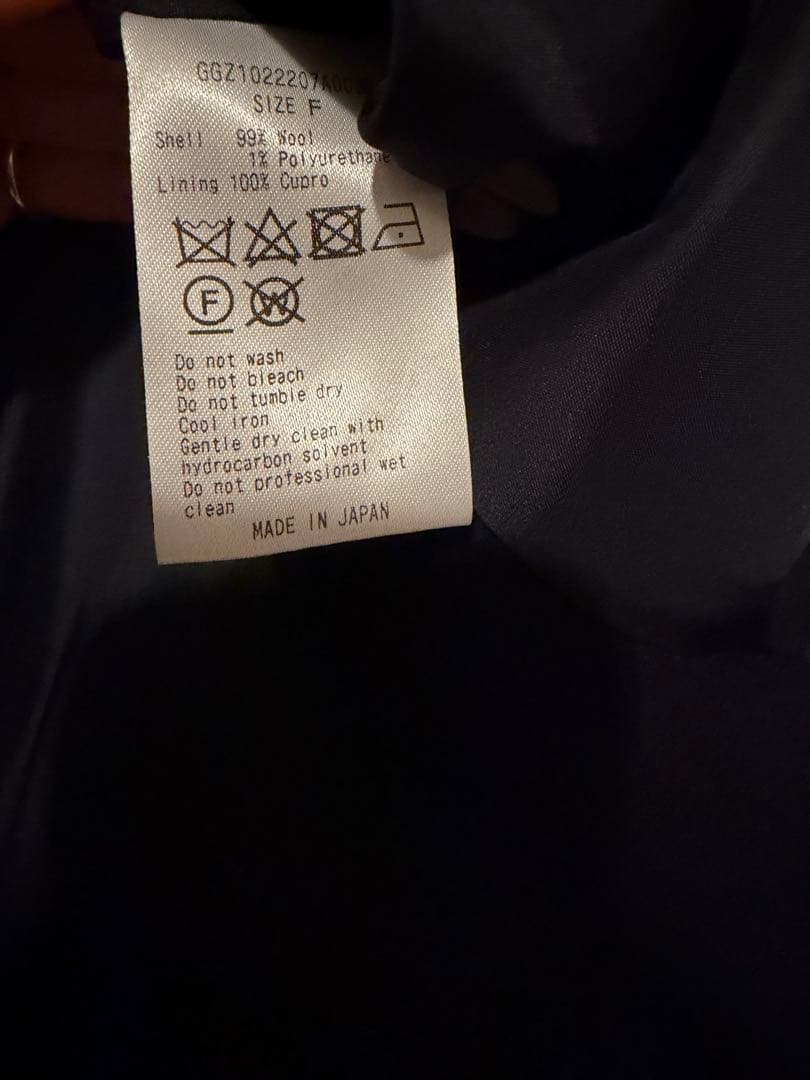 SIZE F
Shell 99% Wool
1% Polyurethane
Lining 100% Cupro
F
W
Do not wash
Do not bleach
Do not tumble dry
Cool iron
Gentle dry clean with
hydrocarbon solvent
Do not professional wet
clean
MADE IN JAPAN